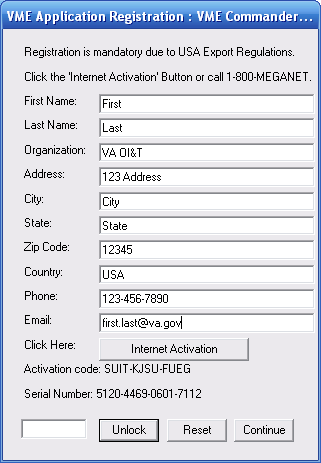 VME Application Registration : VME Commander...
Registration is mandatory due to USA Export Regulations.
Click the 'Internet Activation' Button or call 1-800-MEGANET.
First Name: First
Last Name: Last
Organization: VA OI&T
Address: 123 Address
City: City
State: State
Zip Code: 12345
Country: USA
Phone: 123-456-7890
Email: first.last@va.gov
Click Here: Internet Activation
Activation code: SUIT-KJSU-FUEG
Serial Number: 5120-4469-0601-7112
Unlock Reset Continue